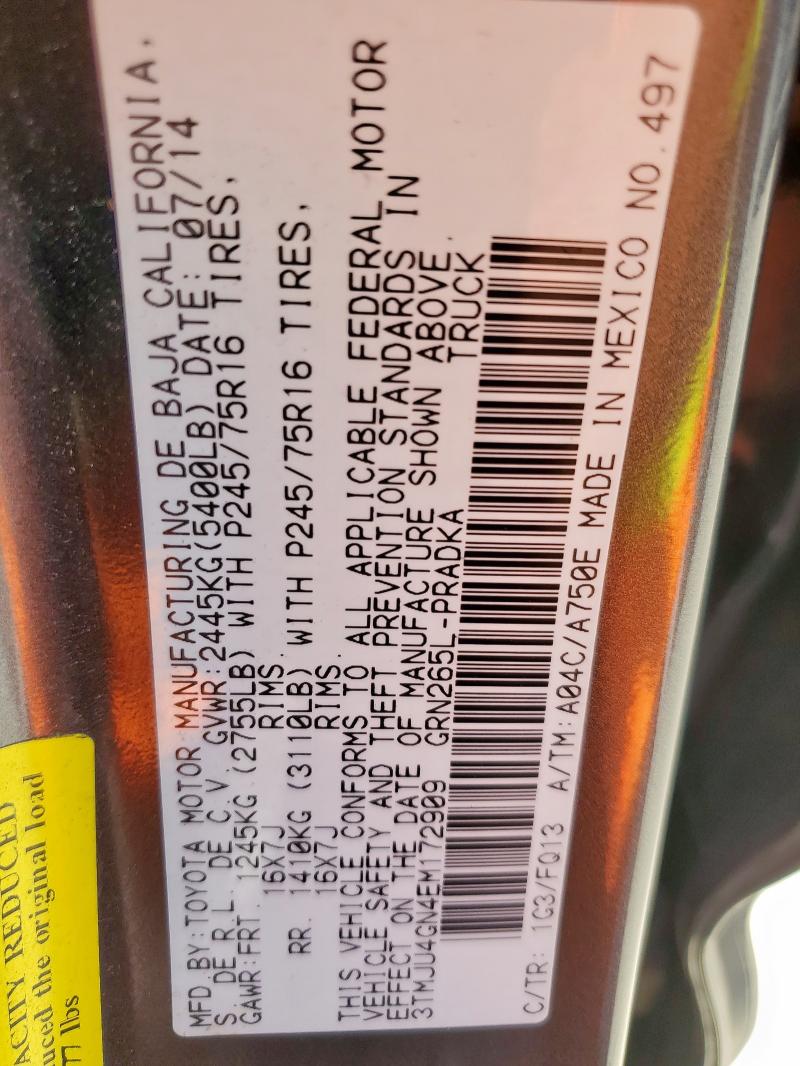 MFD BY:TOYOTA MOTOR MANUFACTURING DE BAJA CALIFORNIA,
S DE R.L. DE C.V GVWR:2445KG(5400LB) DATE: 07/14
GAWR:FRT. 1245KG (2755LB) WITH P245/75R16 TIRES,
16X7J RIMS.
RR. 1410KG (3110LB) WITH P245/75R16 TIRES,
16X7J RIMS.
THIS VEHICLE CONFORMS TO ALL APPLICABLE FEDERAL MOTOR
VEHICLE SAFETY AND THEFT PREVENTION STANDARDS IN
EFFECT ON THE DATE OF MANUFACTURE SHOWN ABOVE.
3TMJU4GN4EM172909 GRN265L-PRADKA TRUCK
C/TR: 1G3/FQ13 A/TM:A04C/A750E MADE IN MEXICO NO.497
REDUCED
the original load
lbs